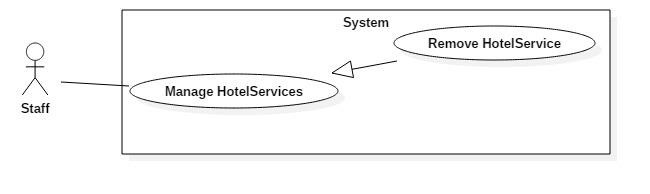 System
Remove HotelService
Manage HotelServices
Staff